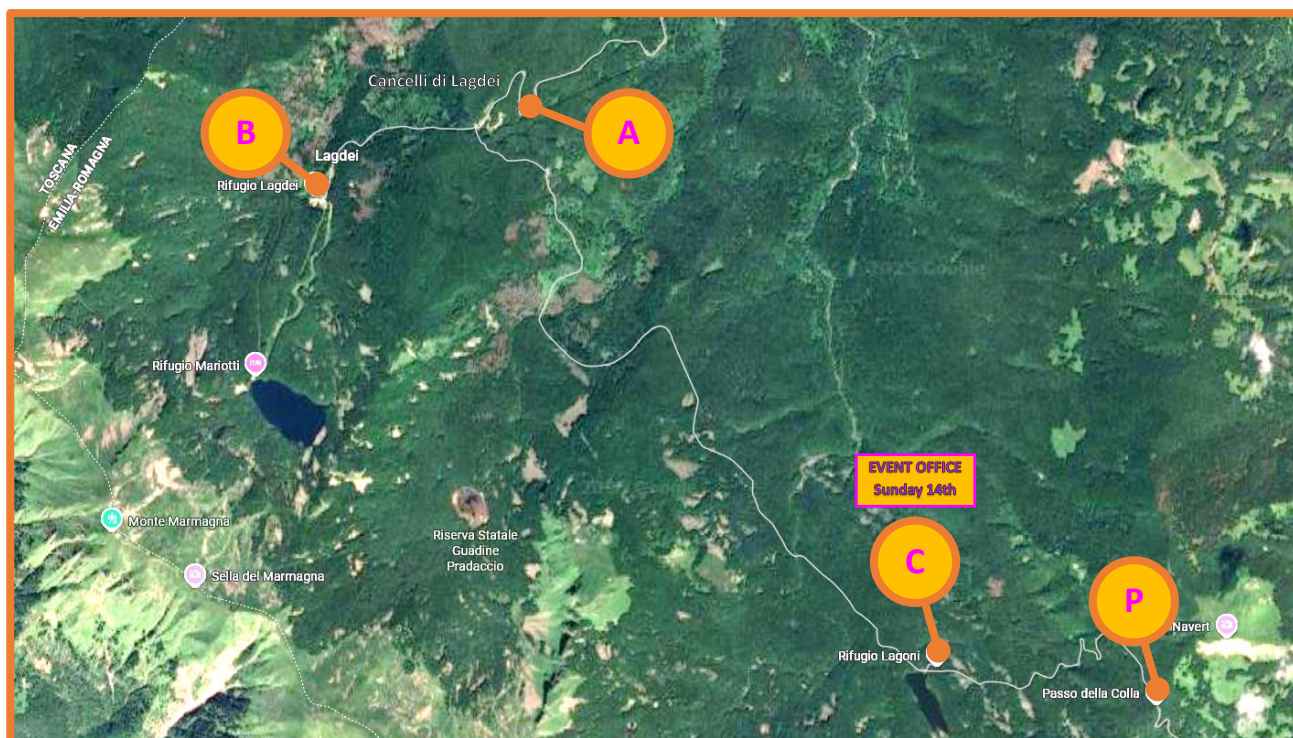 Cancelli di Lagdei
B
A
TOSCANA
EMILIA-ROMAGNA
Lagdei
Rifugio Lagdei
Rifugio Mariotti
EVENT OFFICE
Sunday 14th
Monte Marmagna
Riserva Statale
Guadine
Pradaccio
Sella del Marmagna
C
P
Navert
Rifugio Lagoni
Passo della Colla